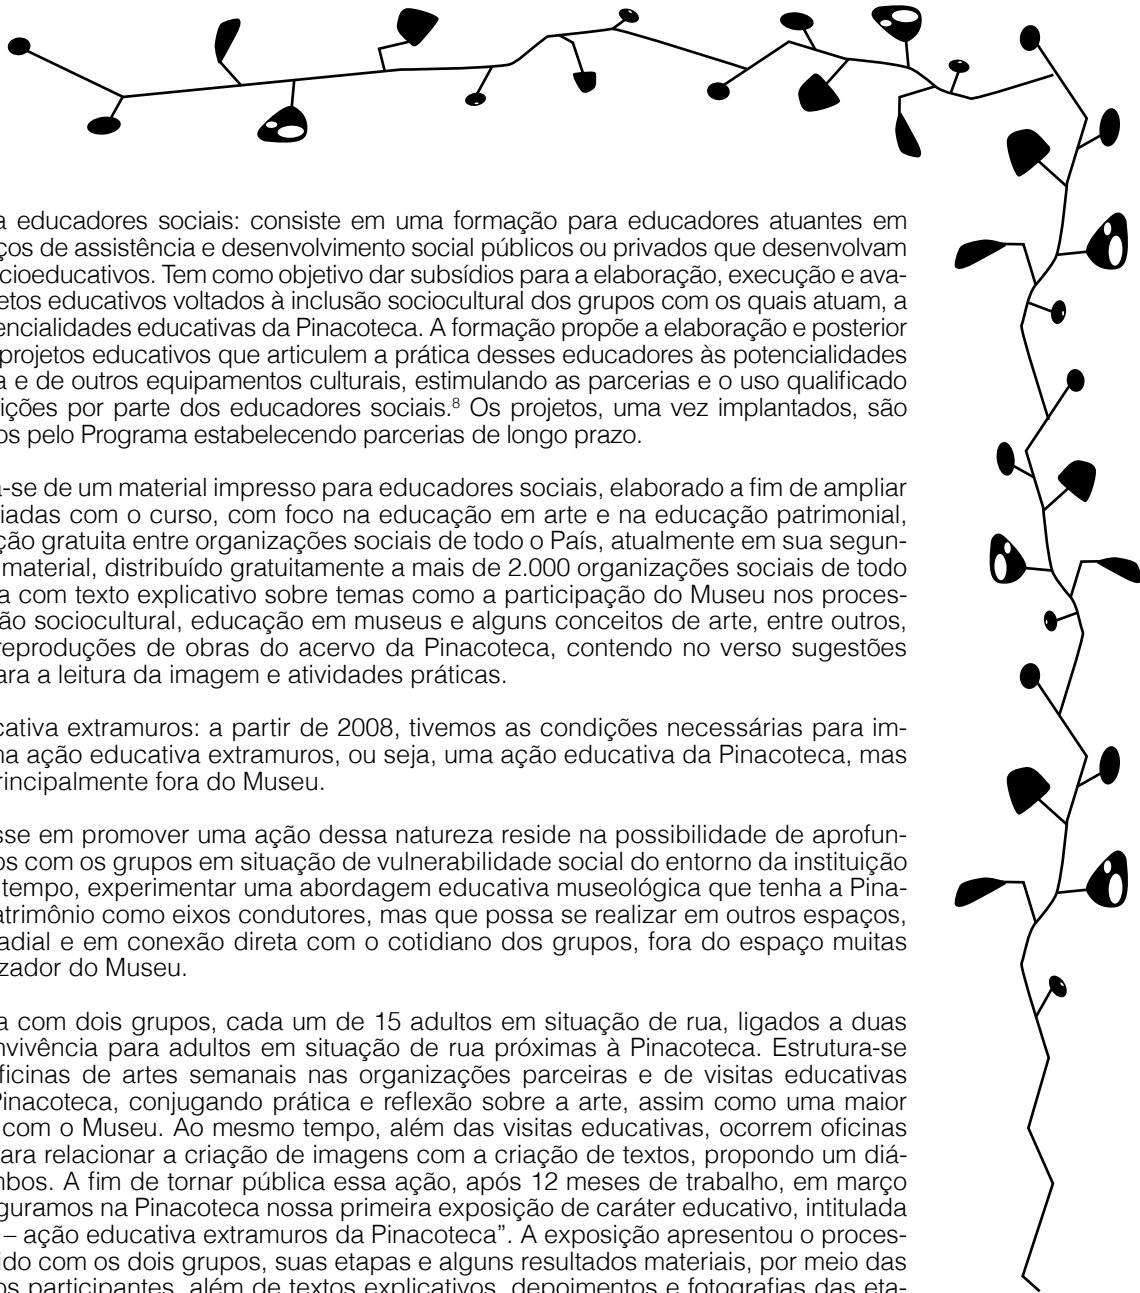 a educadores sociais: consiste em uma formação para educadores atuantes em
ços de assistência e desenvolvimento social públicos ou privados que desenvolvam
cioeducativos. Tem como objetivo dar subsídios para a elaboração, execução e ava-
etos educativos voltados à inclusão sociocultural dos grupos com os quais atuam, a
encialidades educativas da Pinacoteca. A formação propõe a elaboração e posterior
projetos educativos que articulem a prática desses educadores às potencialidades
a e de outros equipamentos culturais, estimulando as parcerias e o uso qualificado
ições por parte dos educadores sociais.⁸ Os projetos, uma vez implantados, são
os pelo Programa estabelecendo parcerias de longo prazo.
a-se de um material impresso para educadores sociais, elaborado a fim de ampliar
iadas com o curso, com foco na educação em arte e na educação patrimonial,
ção gratuita entre organizações sociais de todo o País, atualmente em sua segun-
material, distribuído gratuitamente a mais de 2.000 organizações sociais de todo
a com texto explicativo sobre temas como a participação do Museu nos proces-
ão sociocultural, educação em museus e alguns conceitos de arte, entre outros,
reproduções de obras do acervo da Pinacoteca, contendo no verso sugestões
ara a leitura da imagem e atividades práticas.
cativa extramuros: a partir de 2008, tivemos as condições necessárias para im-
na ação educativa extramuros, ou seja, uma ação educativa da Pinacoteca, mas
rincipalmente fora do Museu.
sse em promover uma ação dessa natureza reside na possibilidade de aprofun-
os com os grupos em situação de vulnerabilidade social do entorno da instituição
tempo, experimentar uma abordagem educativa museológica que tenha a Pina-
atrimônio como eixos condutores, mas que possa se realizar em outros espaços,
adial e em conexão direta com o cotidiano dos grupos, fora do espaço muitas
zador do Museu.
a com dois grupos, cada um de 15 adultos em situação de rua, ligados a duas
nvivência para adultos em situação de rua próximas à Pinacoteca. Estrutura-se
ficinas de artes semanais nas organizações parceiras e de visitas educativas
Pinacoteca, conjugando prática e reflexão sobre a arte, assim como uma maior
com o Museu. Ao mesmo tempo, além das visitas educativas, ocorrem oficinas
ara relacionar a criação de imagens com a criação de textos, propondo um diá-
nbos. A fim de tornar pública essa ação, após 12 meses de trabalho, em março
guramos na Pinacoteca nossa primeira exposição de caráter educativo, intitulada
– ação educativa extramuros da Pinacoteca”. A exposição apresentou o proces-
ido com os dois grupos, suas etapas e alguns resultados materiais, por meio das
os participantes, além de textos explicativos, depoimentos e fotografias das eta-